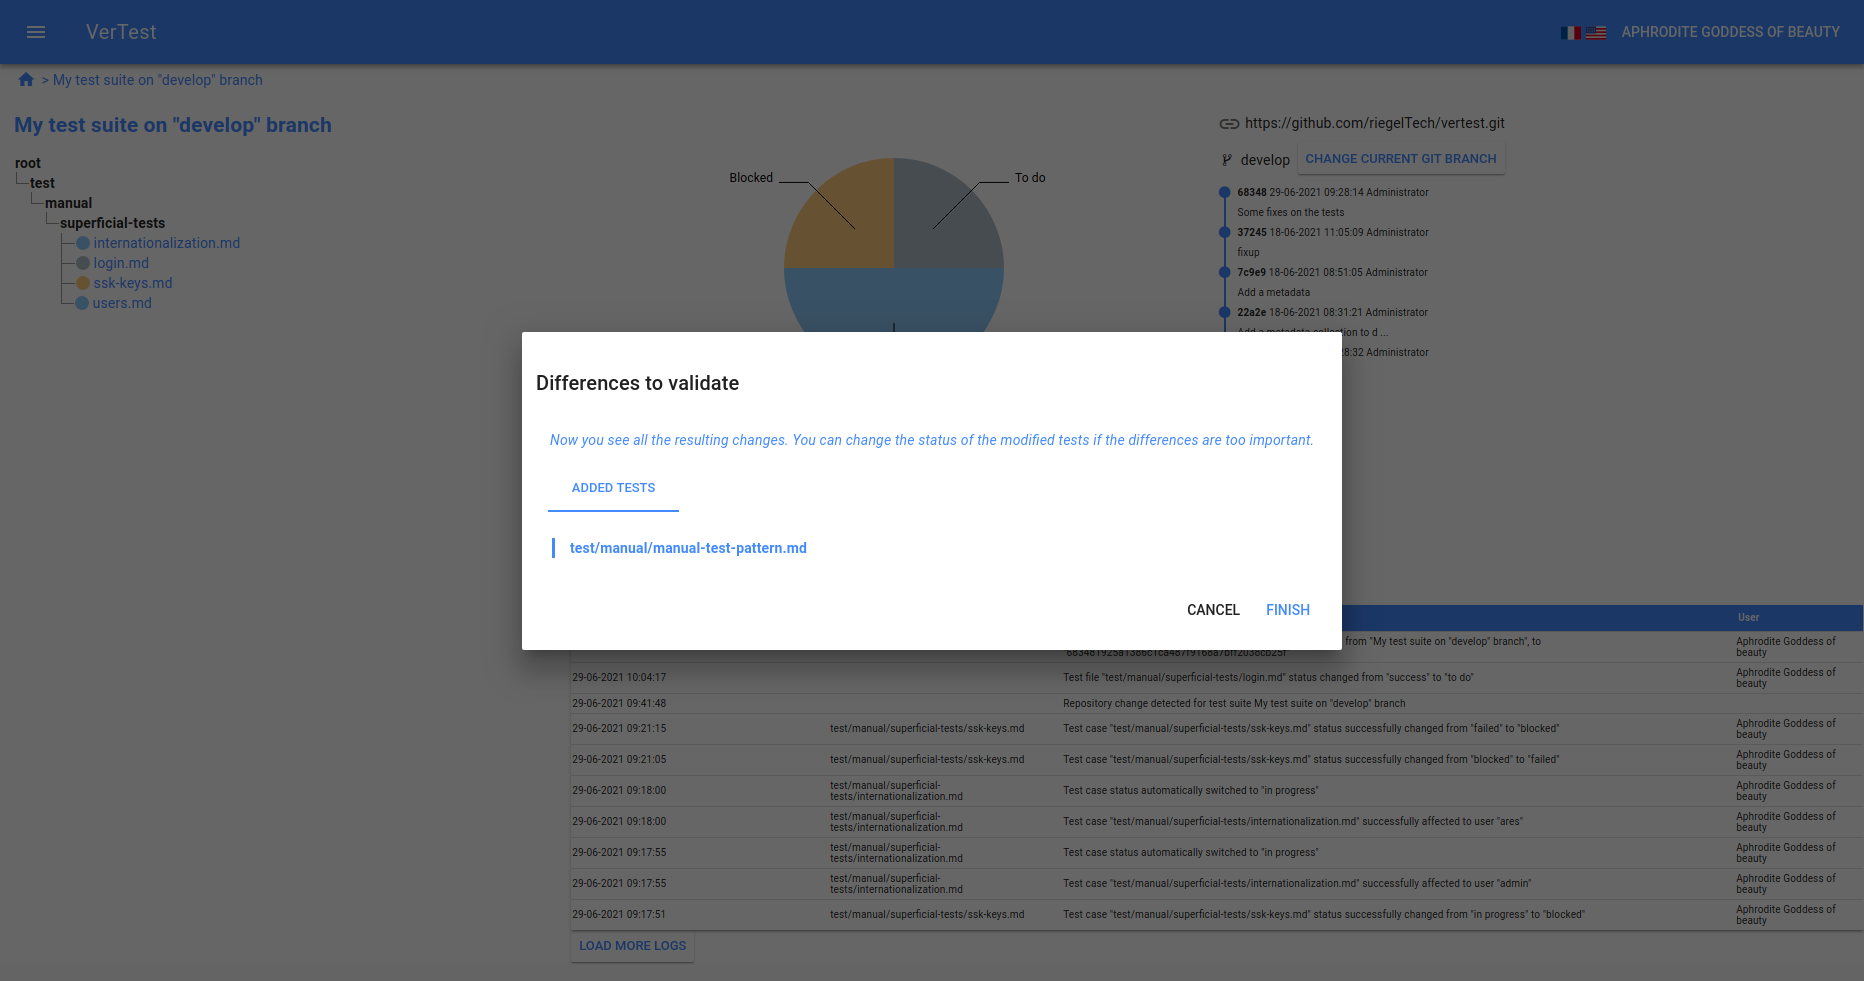 VerTest
APHRODITE GODDESS OF BEAUTY
> My test suite on "develop" branch
My test suite on "develop" branch
root
test
manual
superficial-tests
internationalization.md
login.md
ssk-keys.md
users.md
Blocked
To do
https://github.com/riegelTech/vertest.git
develop
CHANGE CURRENT GIT BRANCH
68348 29-06-2021 09:28:14 Administrator
Some fixes on the tests
37245 18-06-2021 11:05:09 Administrator
fixup
7c9e9 18-06-2021 08:51:05 Administrator
Add a metadata
22a2e 18-06-2021 08:31:21 Administrator
Add a metadata collection to d ...
8:32 Administrator
Differences to validate
Now you see all the resulting changes. You can change the status of the modified tests if the differences are too important.
ADDED TESTS
test/manual/manual-test-pattern.md
CANCEL
FINISH
User
from "My test suite on "develop" branch", to
Aphrodite Goddess of
beauty
29-06-2021 10:04:17
Test file "test/manual/superficial-tests/login.md" status changed from "success" to "to do"
Aphrodite Goddess of
beauty
29-06-2021 09:41:48
Repository change detected for test suite My test suite on "develop" branch
29-06-2021 09:21:15
test/manual/superficial-tests/ssk-keys.md
Test case "test/manual/superficial-tests/ssk-keys.md" status successfully changed from "failed" to "blocked"
Aphrodite Goddess of
beauty
29-06-2021 09:21:05
test/manual/superficial-tests/ssk-keys.md
Test case "test/manual/superficial-tests/ssk-keys.md" status successfully changed from "blocked" to "failed"
Aphrodite Goddess of
beauty
29-06-2021 09:18:00
test/manual/superficial-
tests/internationalization.md
Test case status automatically switched to "in progress"
Aphrodite Goddess of
beauty
29-06-2021 09:18:00
test/manual/superficial-
tests/internationalization.md
Test case "test/manual/superficial-tests/internationalization.md" successfully affected to user "ares"
Aphrodite Goddess of
beauty
29-06-2021 09:17:55
test/manual/superficial-
tests/internationalization.md
Test case status automatically switched to "in progress"
Aphrodite Goddess of
beauty
29-06-2021 09:17:55
test/manual/superficial-
tests/internationalization.md
Test case "test/manual/superficial-tests/internationalization.md" successfully affected to user "admin"
Aphrodite Goddess of
beauty
29-06-2021 09:17:51
test/manual/superficial-tests/ssk-keys.md
Test case "test/manual/superficial-tests/ssk-keys.md" status successfully changed from "in progress" to "blocked"
Aphrodite Goddess of
beauty
LOAD MORE LOGS